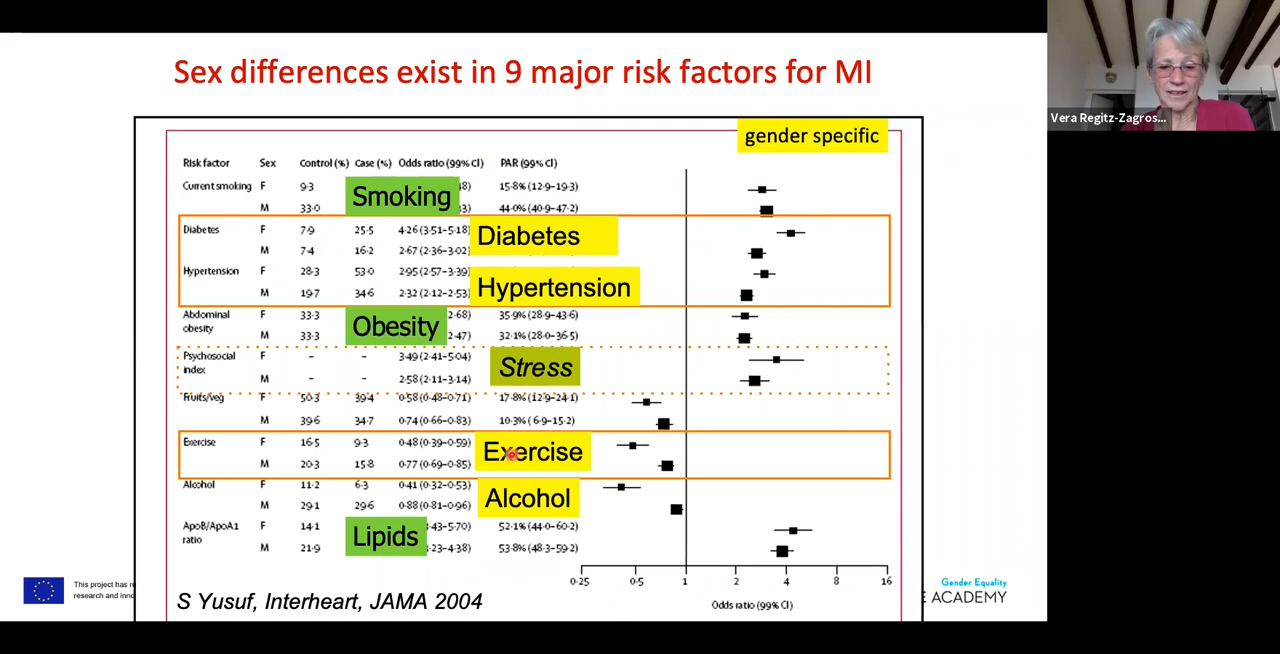 Sex differences exist in 9 major risk factors for MI
Vera Regitz-Zagros...
gender specific
Risk factor Sex Control (%) Case (%) Odds ratio (99% CI) PAR (99% CI)
Current smoking F 9·3 Smoking 48) 15·8% (12·9–19·3)
M 33·0 33) 44·0% (40·9–47·2)
Diabetes F 7·9 25·5 4·26 (3·51–5·18) Diabetes
M 7·4 16·2 2·67 (2·36–3·02)
Hypertension F 28·3 53·0 2·95 (2·57–3·39) Hypertension
M 19·7 34·6 2·32 (2·12–2·53)
Abdominal obesity F 33·3 Obesity 2·68) 35·9% (28·9–43·6)
M 33·3 2·47) 32·1% (28·0–36·5)
Psychosocial index F – – 3·49 (2·41–5·04) Stress
M – – 2·58 (2·11–3·14)
Fruits/veg F 50·3 39·4 0·58 (0·48–0·71) 17·8% (12·9–24·1)
M 39·6 34·7 0·74 (0·66–0·83) 10·3% (6·9–15·2)
Exercise F 16·5 9·3 0·48 (0·39–0·59) Exercise
M 20·3 15·8 0·77 (0·69–0·85)
Alcohol F 11·2 6·3 0·41 (0·32–0·53) Alcohol
M 29·1 29·6 0·88 (0·81–0·96)
ApoB/ApoA1 ratio F 14·1 Lipids ·43–5·70) 52·1% (44·0–60·2)
M 21·9 ·23–4·38) 53·8% (48·3–59·2)
0·25 0·5 1 2 4 8 16
Odds ratio (99% CI)
This project has re
research and inno
S Yusuf, Interheart, JAMA 2004
Gender Equality
E ACADEMY